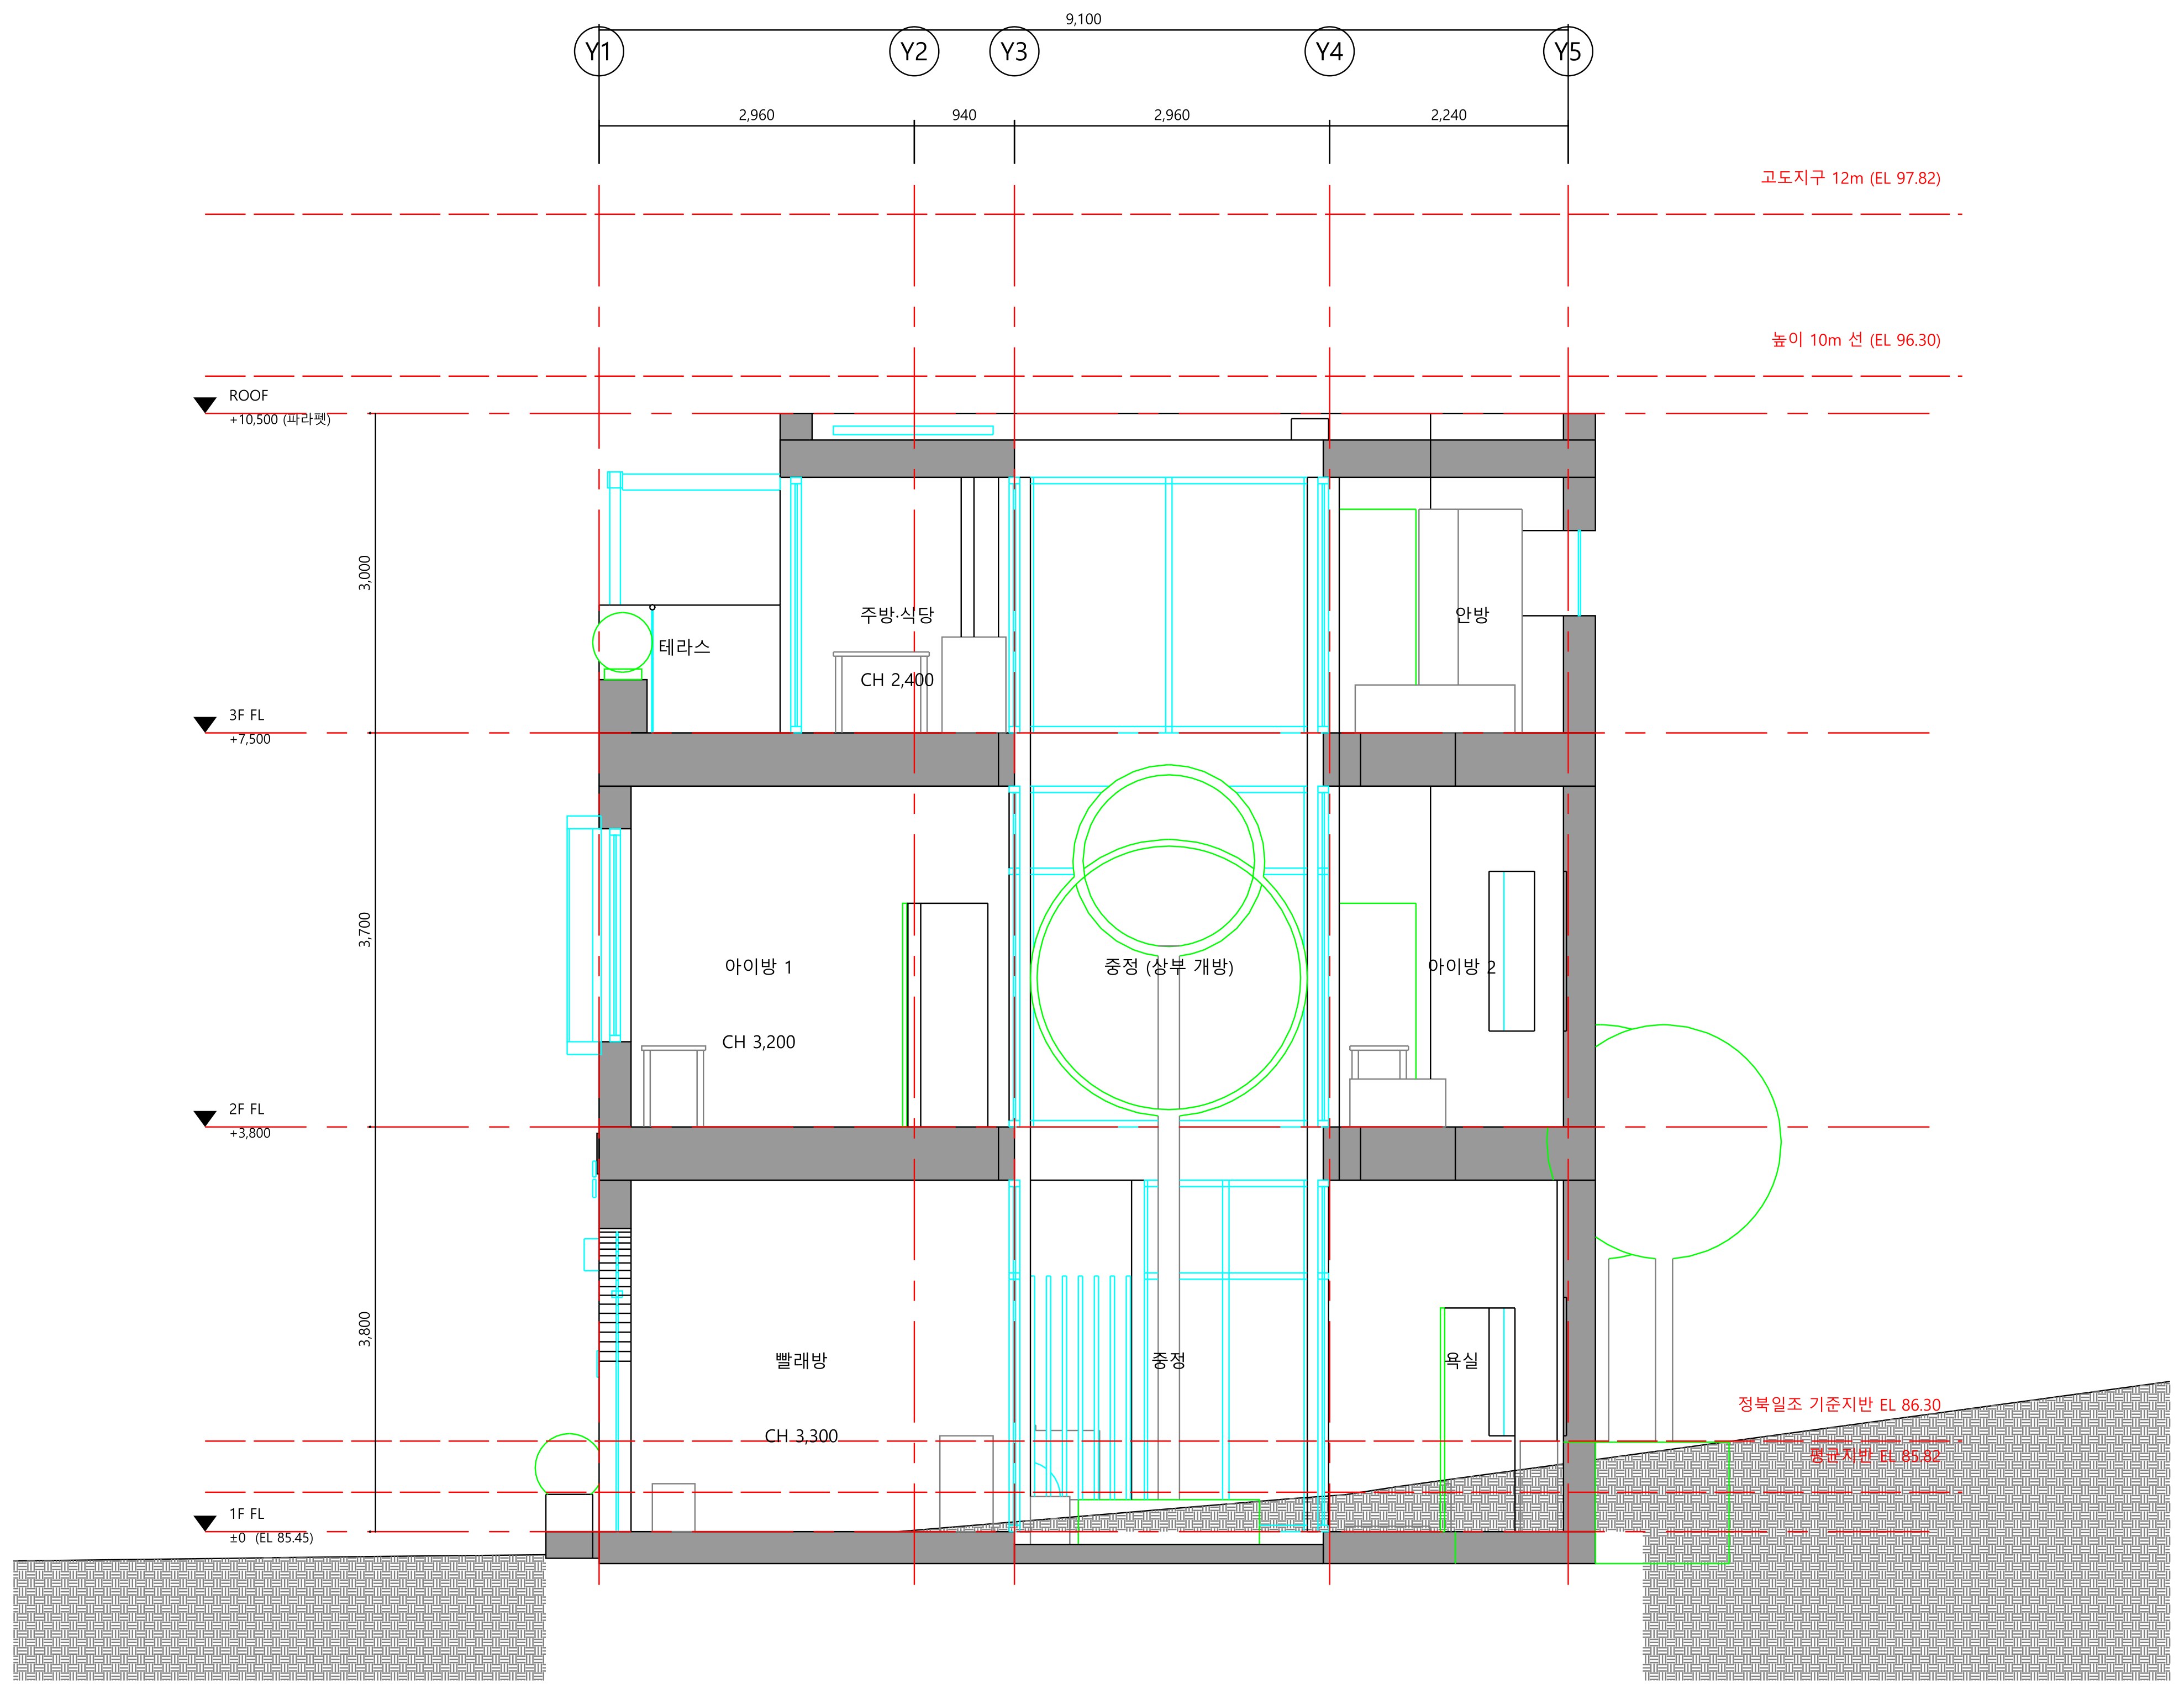 9,100
Y1 Y2 Y3 Y4 Y5
2,960 940 2,960 2,240
고도지구 12m (EL 97.82)
높이 10m 선 (EL 96.30)
ROOF
+10,500 (파라펫)
3,000
주방·식당
안방
테라스
CH 2,400
3F FL
+7,500
3,700
아이방 1
중정 (상부 개방)
아이방 2
CH 3,200
2F FL
+3,800
3,800
빨래방
중정
욕실
정북일조 기준지반 EL 86.30
CH 3,300
평균지반 EL 85.82
1F FL
±0 (EL 85.45)